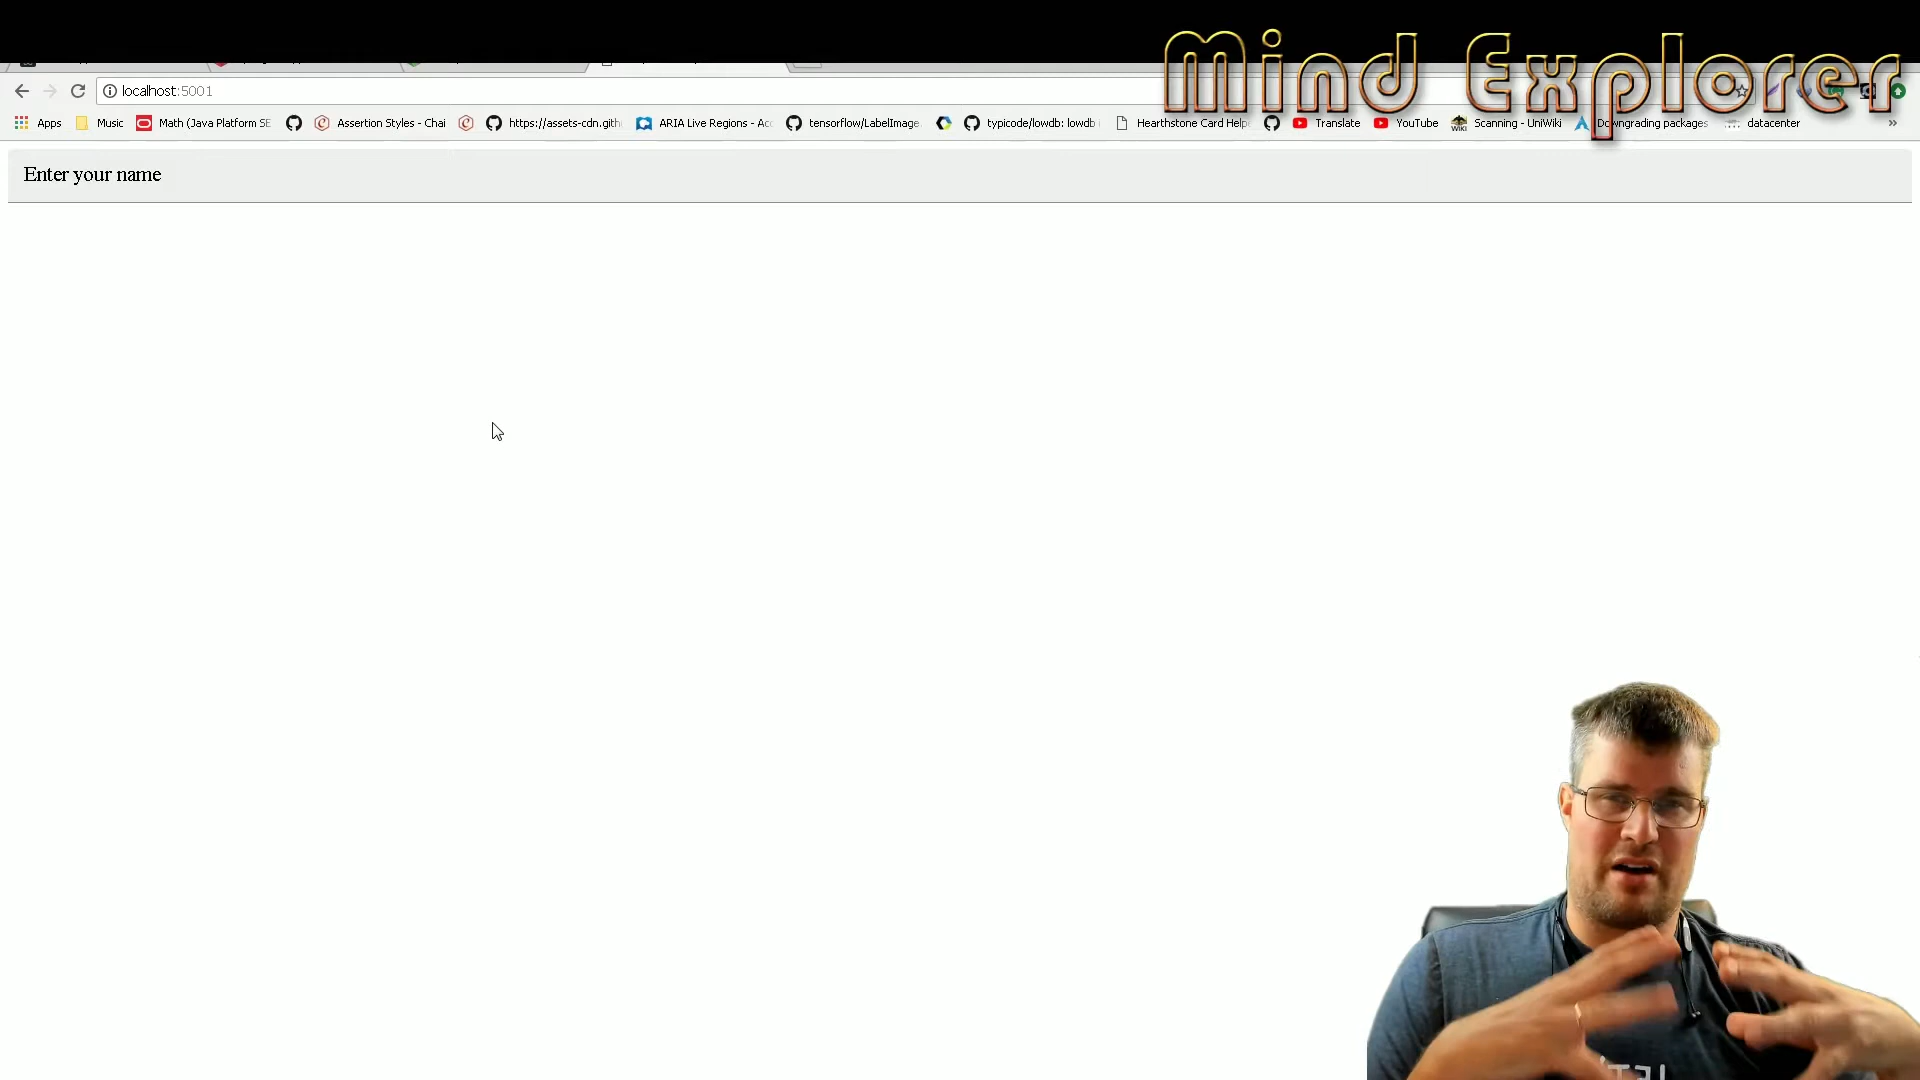 Mind Explorer
localhost:5001
Apps Music Math (Java Platform SE Assertion Styles - Chai https://assets-cdn.gith ARIA Live Regions - Ac tensorflow/LabelImage typicode/lowdb: lowdb i Hearthstone Card Help Translate YouTube Scanning - UniWiki Downgrading packages datacenter »
Enter your name